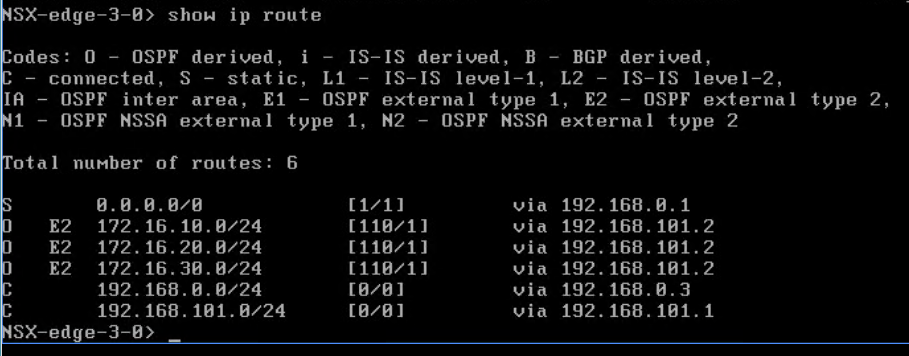 NSX-edge-3-0> show ip route
Codes: O - OSPF derived, i - IS-IS derived, B - BGP derived,
C - connected, S - static, L1 - IS-IS level-1, L2 - IS-IS level-2,
IA - OSPF inter area, E1 - OSPF external type 1, E2 - OSPF external type 2,
N1 - OSPF NSSA external type 1, N2 - OSPF NSSA external type 2
Total number of routes: 6
S 0.0.0.0/0 [1/1] via 192.168.0.1
O E2 172.16.10.0/24 [110/1] via 192.168.101.2
O E2 172.16.20.0/24 [110/1] via 192.168.101.2
O E2 172.16.30.0/24 [110/1] via 192.168.101.2
C 192.168.0.0/24 [0/0] via 192.168.0.3
C 192.168.101.0/24 [0/0] via 192.168.101.1
NSX-edge-3-0> _